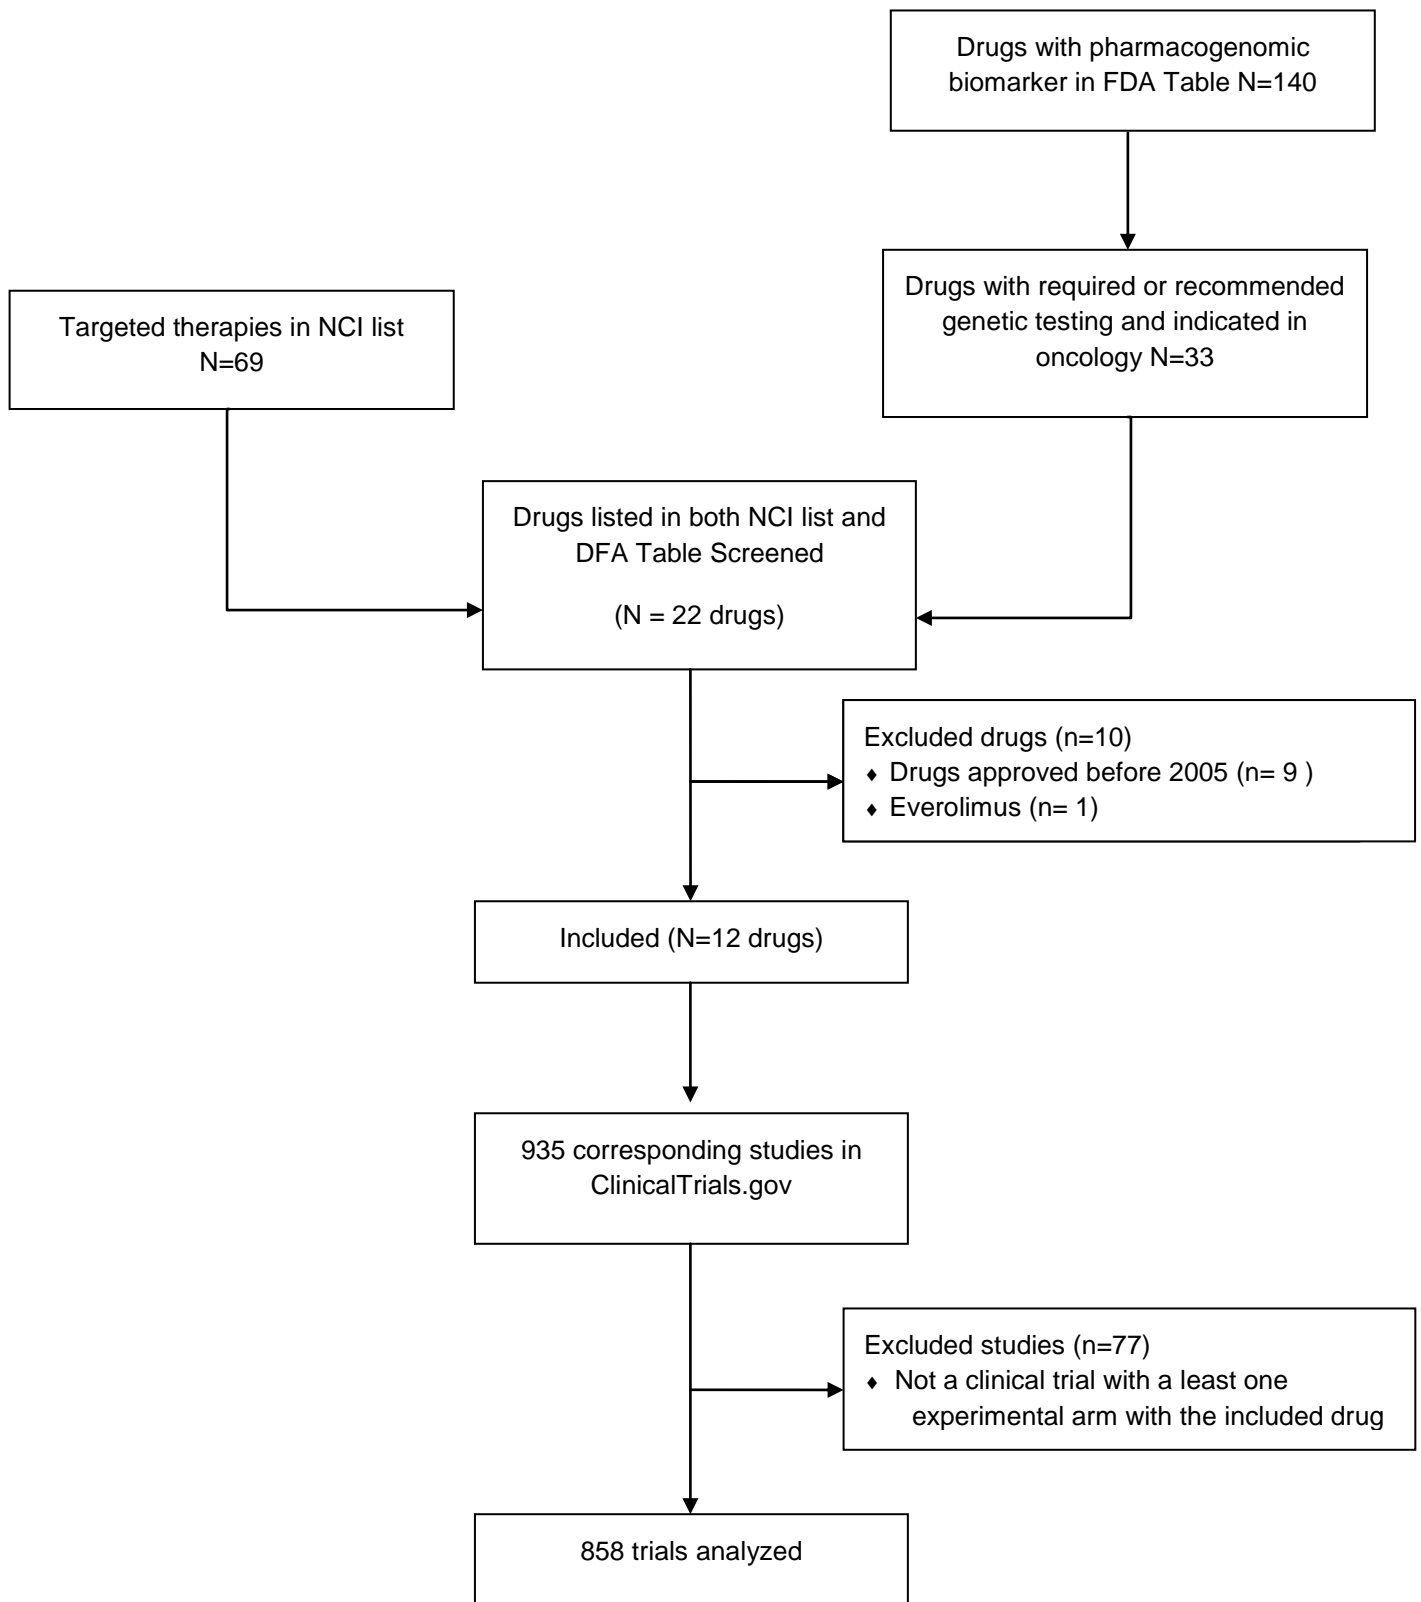 Drugs with pharmacogenomic
biomarker in FDA Table N=140
Drugs with required or recommended
genetic testing and indicated in
oncology N=33
Targeted therapies in NCI list
N=69
Drugs listed in both NCI list and
DFA Table Screened
(N = 22 drugs)
Excluded drugs (n=10)
♦ Drugs approved before 2005 (n= 9 )
♦ Everolimus (n= 1)
Included (N=12 drugs)
935 corresponding studies in
ClinicalTrials.gov
Excluded studies (n=77)
♦ Not a clinical trial with a least one
experimental arm with the included drug
858 trials analyzed